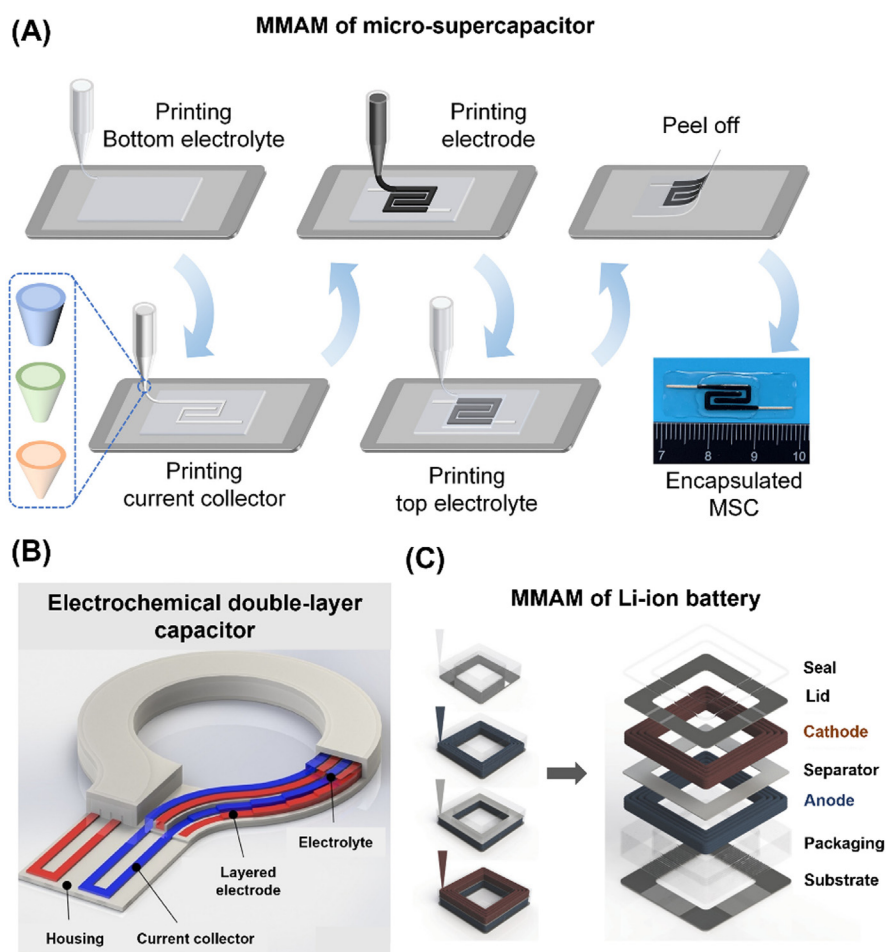 (A)
MMAM of micro-supercapacitor
Printing
Bottom electrolyte
Printing
electrode
Peel off
Printing
current collector
Printing
top electrolyte
7 8 9 10
Encapsulated
MSC
(B)
Electrochemical double-layer
capacitor
Electrolyte
Layered
electrode
Housing
Current collector
(C)
MMAM of Li-ion battery
Seal
Lid
Cathode
Separator
Anode
Packaging
Substrate